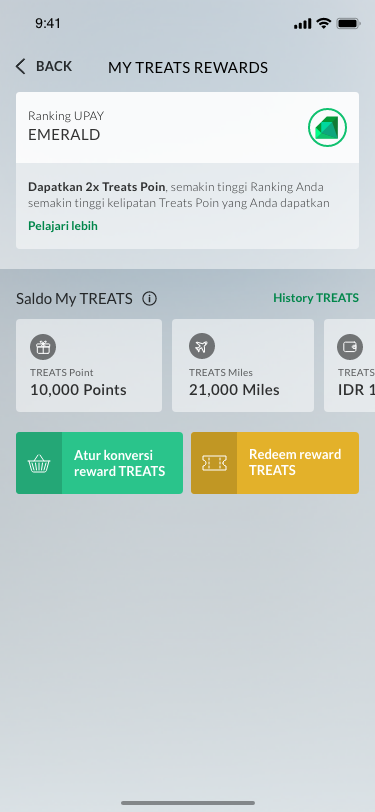 9:41
BACK
MY TREATS REWARDS
Ranking UPAY
EMERALD
Dapatkan 2x Treats Poin, semakin tinggi Ranking Anda
semakin tinggi kelipatan Treats Poin yang Anda dapatkan
Pelajari lebih
Saldo My TREATS
History TREATS
TREATS Point
10,000 Points
TREATS Miles
21,000 Miles
TREATS
IDR 1
Atur konversi
reward TREATS
Redeem reward
TREATS